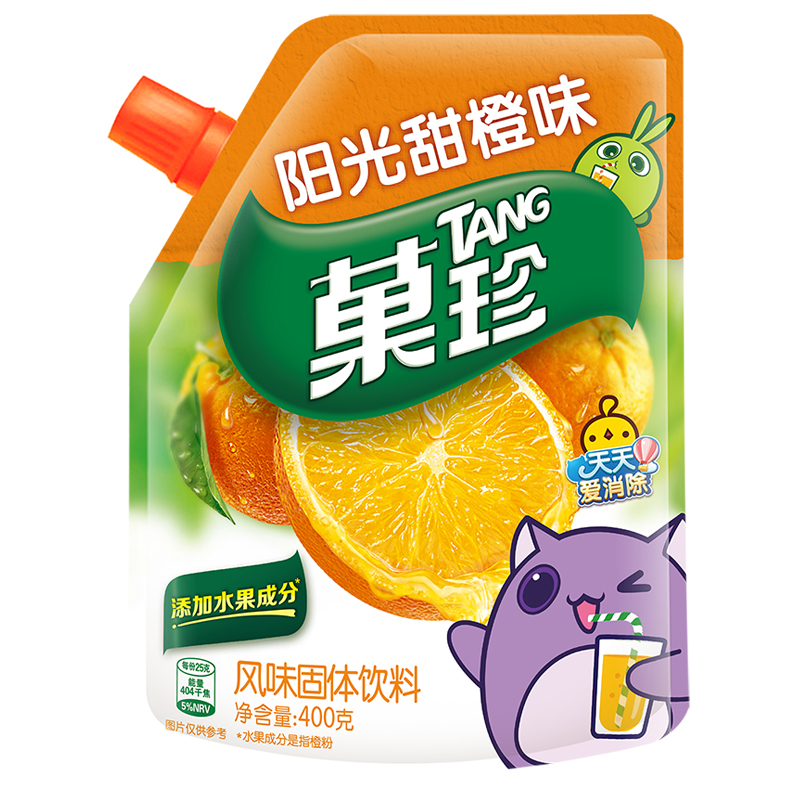 阳光甜橙味
TANG
菓珍
天天
爱消除
添加水果成分*
每份25克
能量
404千焦
5%NRV
风味固体饮料
净含量:400克
图片仅供参考
*水果成分是指橙粉